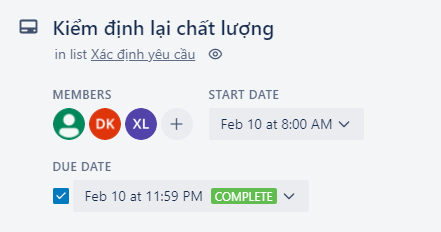 Kiểm định lại chất lượng
in list Xác định yêu cầu
MEMBERS
DK XL +
START DATE
Feb 10 at 8:00 AM
DUE DATE
Feb 10 at 11:59 PM COMPLETE